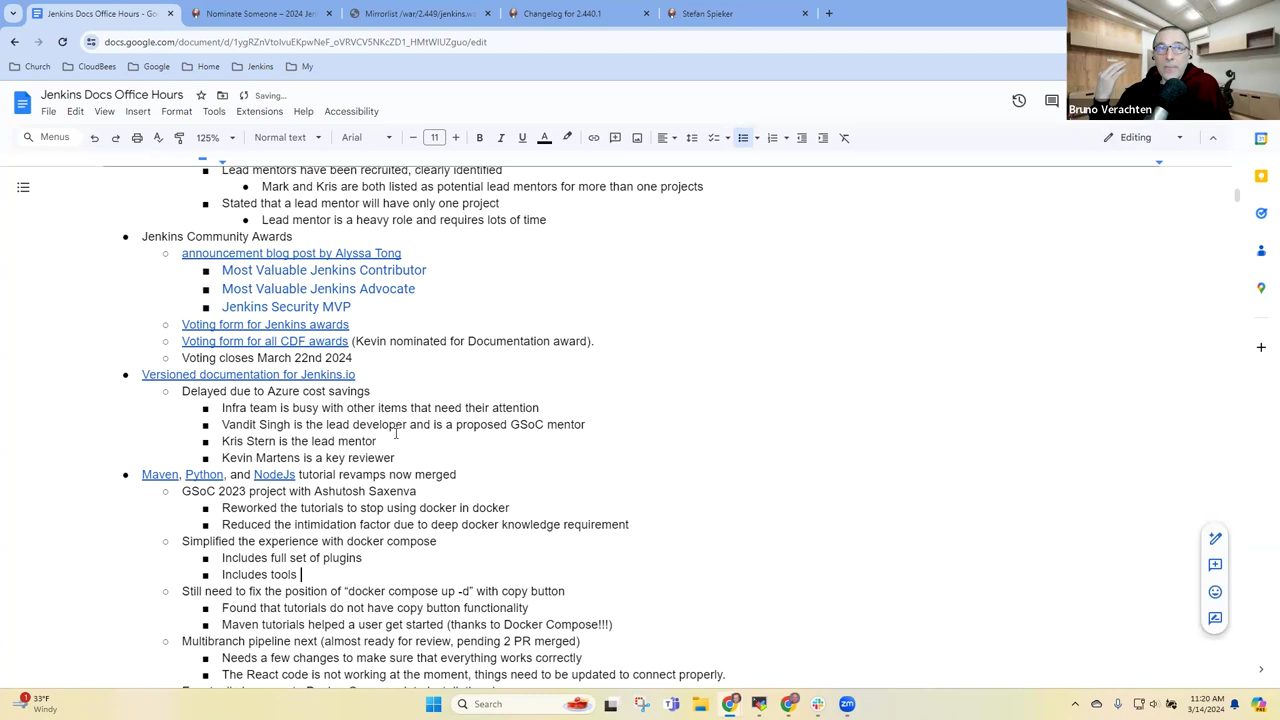 Jenkins Docs Office Hours - Goo
Nominate Someone – 2024 Jen
Mirrorlist /war/2.449/jenkins.wa
Changelog for 2.440.1
Stefan Spieker
docs.google.com/document/d/1ygRZnVtoIvuEKpwNeF_oVRVCV5NKcZD1_HMtWIUZguo/edit
Church
CloudBees
Google
Home
Jenkins
My
Jenkins Docs Office Hours
Saving...
File Edit View Insert Format Tools Extensions Help Accessibility
Menus
125%
Normal text
Arial
11
B I U A
Editing
Bruno Verachten
Lead mentors have been recruited, clearly identified
Mark and Kris are both listed as potential lead mentors for more than one projects
Stated that a lead mentor will have only one project
Lead mentor is a heavy role and requires lots of time
Jenkins Community Awards
announcement blog post by Alyssa Tong
Most Valuable Jenkins Contributor
Most Valuable Jenkins Advocate
Jenkins Security MVP
Voting form for Jenkins awards
Voting form for all CDF awards (Kevin nominated for Documentation award).
Voting closes March 22nd 2024
Versioned documentation for Jenkins.io
Delayed due to Azure cost savings
Infra team is busy with other items that need their attention
Vandit Singh is the lead developer and is a proposed GSoC mentor
Kris Stern is the lead mentor
Kevin Martens is a key reviewer
Maven, Python, and NodeJs tutorial revamps now merged
GSoC 2023 project with Ashutosh Saxenva
Reworked the tutorials to stop using docker in docker
Reduced the intimidation factor due to deep docker knowledge requirement
Simplified the experience with docker compose
Includes full set of plugins
Includes tools
Still need to fix the position of “docker compose up -d” with copy button
Found that tutorials do not have copy button functionality
Maven tutorials helped a user get started (thanks to Docker Compose!!!)
Multibranch pipeline next (almost ready for review, pending 2 PR merged)
Needs a few changes to make sure that everything works correctly
The React code is not working at the moment, things need to be updated to connect properly.
1
33°F
Windy
Search
11:20 AM
3/14/2024